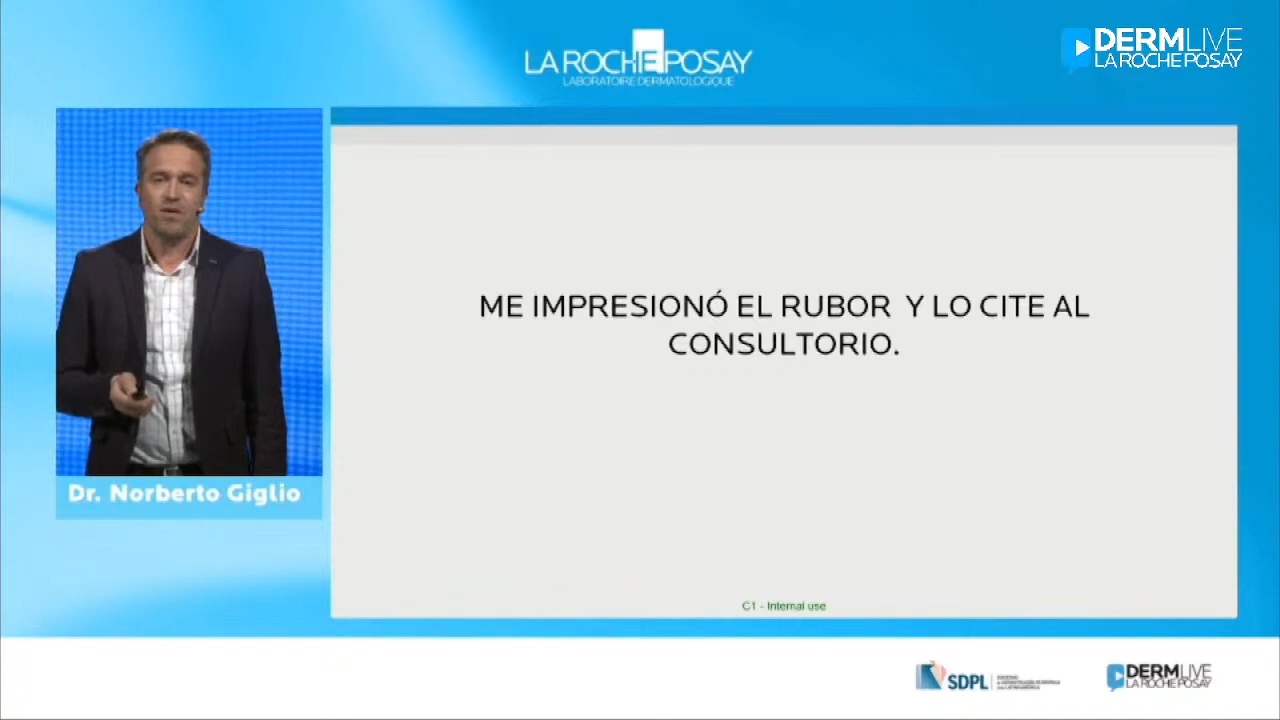 LA ROCHE POSAY
LABORATOIRE DERMATOLOGIQUE
DERMLIVE
LA ROCHE POSAY
ME IMPRESIONÓ EL RUBOR Y LO CITE AL
CONSULTORIO.
Dr. Norberto Giglio
C1 - Internal use
SDPL
DERMLIVE
LA ROCHE POSAY